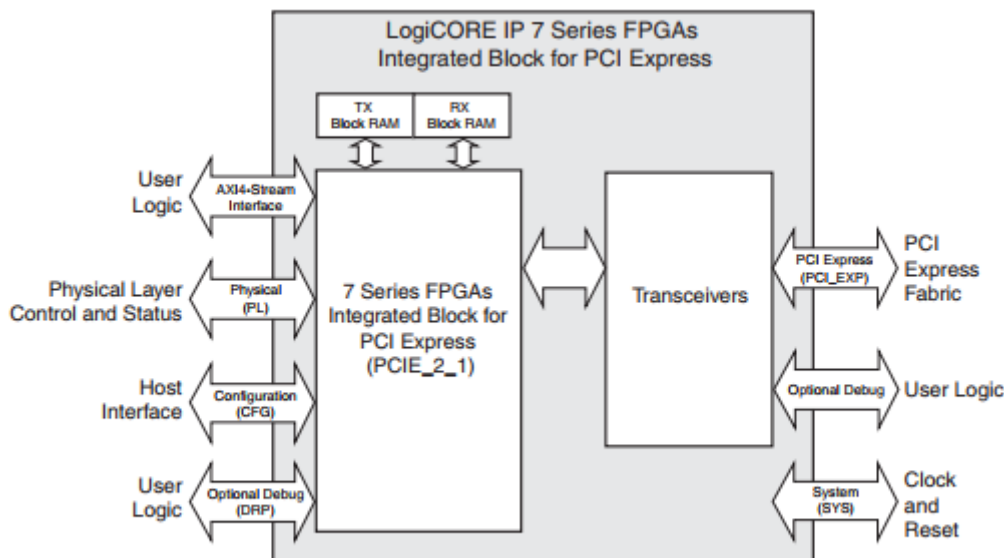 LogiCORE IP 7 Series FPGAs
Integrated Block for PCI Express
TX
Block RAM
RX
Block RAM
User
Logic
AXI4-Stream
Interface
Physical Layer
Control and Status
Physical
(PL)
Host
Interface
Configuration
(CFG)
User
Logic
Optional Debug
(DRP)
7 Series FPGAs
Integrated Block for
PCI Express
(PCIE_2_1)
Transceivers
PCI Express
(PCI_EXP)
PCI
Express
Fabric
Optional Debug
User Logic
System
(SYS)
Clock
and
Reset